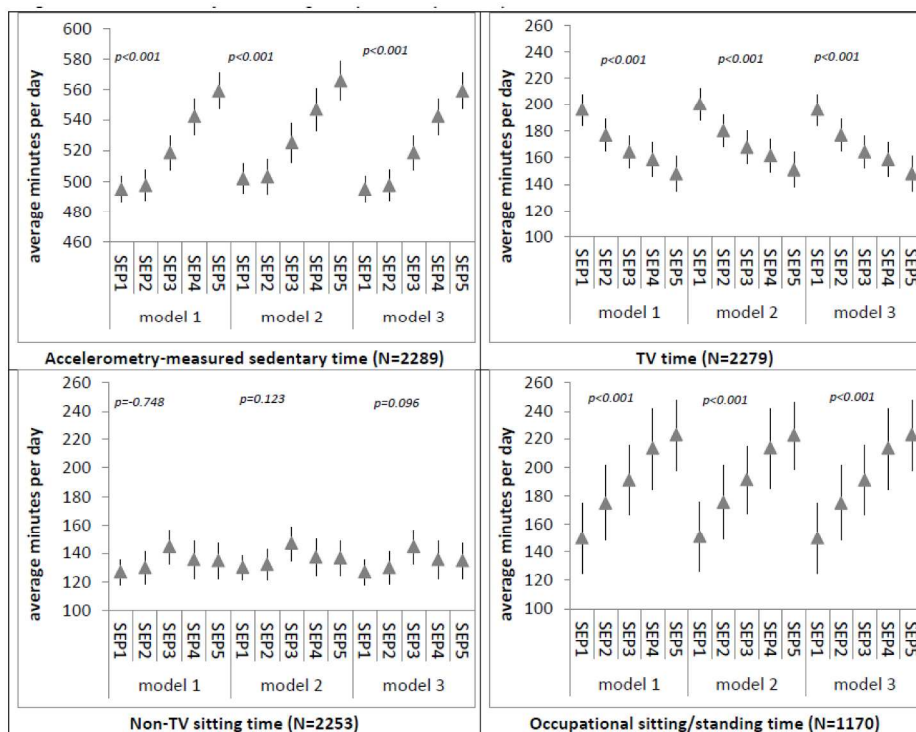 average minutes per day
600
580
560
540
520
500
480
460
p<0.001
p<0.001
p<0.001
SEP1
SEP2
SEP3
SEP4
SEP5
SEP1
SEP2
SEP3
SEP4
SEP5
SEP1
SEP2
SEP3
SEP4
SEP5
model 1
model 2
model 3
Accelerometry-measured sedentary time (N=2289)
average minutes per day
260
240
220
200
180
160
140
120
100
p<0.001
p<0.001
p<0.001
SEP1
SEP2
SEP3
SEP4
SEP5
SEP1
SEP2
SEP3
SEP4
SEP5
SEP1
SEP2
SEP3
SEP4
SEP5
model 1
model 2
model 3
TV time (N=2279)
average minutes per day
260
240
220
200
180
160
140
120
100
p=-0.748
p=0.123
p=0.096
SEP1
SEP2
SEP3
SEP4
SEP5
SEP1
SEP2
SEP3
SEP4
SEP5
SEP1
SEP2
SEP3
SEP4
SEP5
model 1
model 2
model 3
Non-TV sitting time (N=2253)
average minutes per day
260
240
220
200
180
160
140
120
100
p<0.001
p<0.001
p<0.001
SEP1
SEP2
SEP3
SEP4
SEP5
SEP1
SEP2
SEP3
SEP4
SEP5
SEP1
SEP2
SEP3
SEP4
SEP5
model 1
model 2
model 3
Occupational sitting/standing time (N=1170)